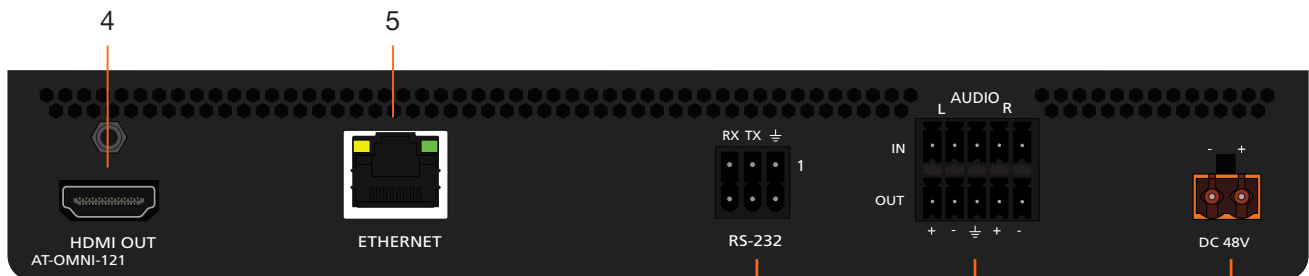 4
5
AUDIO
L R
RX TX ⏚
IN
1
- +
OUT
+ - ⏚ + -
HDMI OUT
ETHERNET
RS-232
DC 48V
AT-OMNI-121